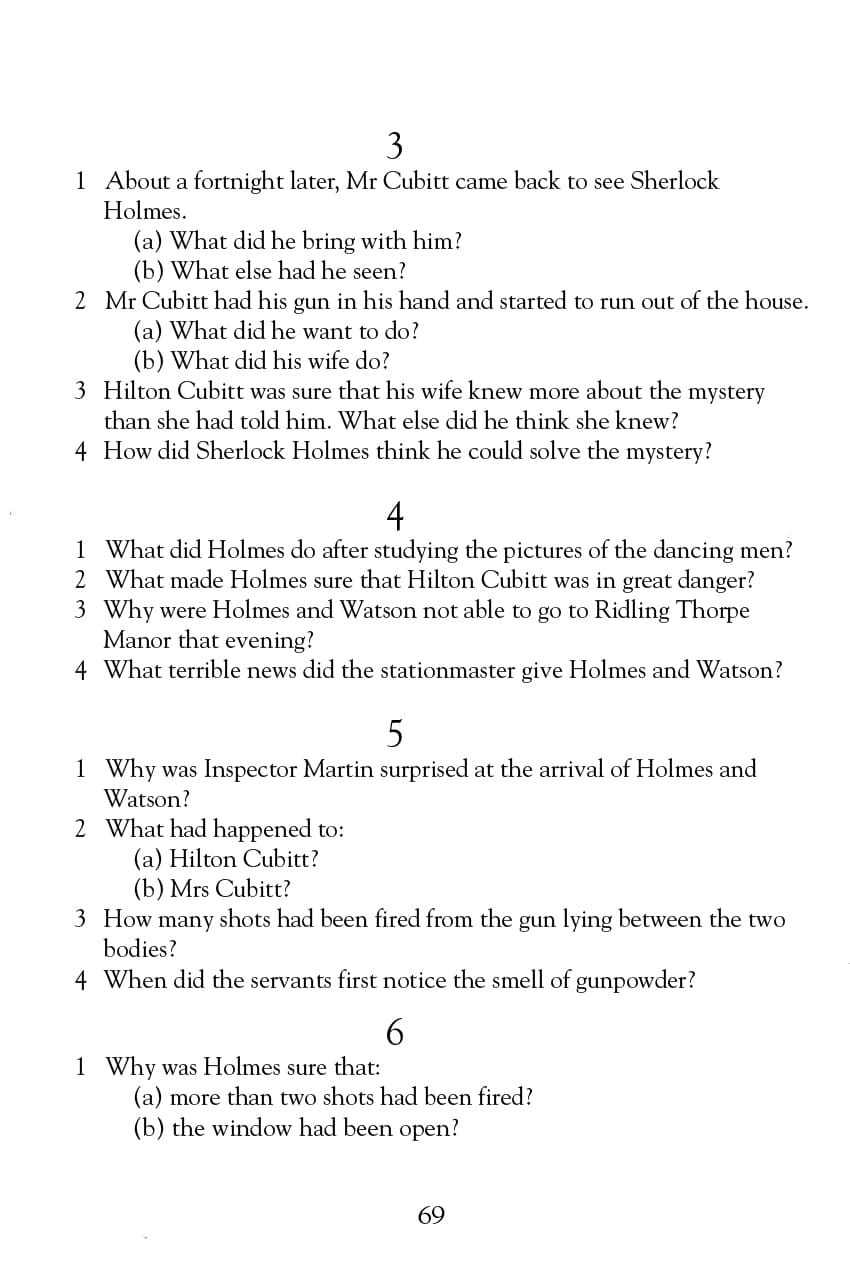 3
1 About a fortnight later, Mr Cubitt came back to see Sherlock
Holmes.
(a) What did he bring with him?
(b) What else had he seen?
2 Mr Cubitt had his gun in his hand and started to run out of the house.
(a) What did he want to do?
(b) What did his wife do?
3 Hilton Cubitt was sure that his wife knew more about the mystery
than she had told him. What else did he think she knew?
4 How did Sherlock Holmes think he could solve the mystery?
4
1 What did Holmes do after studying the pictures of the dancing men?
2 What made Holmes sure that Hilton Cubitt was in great danger?
3 Why were Holmes and Watson not able to go to Ridling Thorpe
Manor that evening?
4 What terrible news did the stationmaster give Holmes and Watson?
5
1 Why was Inspector Martin surprised at the arrival of Holmes and
Watson?
2 What had happened to:
(a) Hilton Cubitt?
(b) Mrs Cubitt?
3 How many shots had been fired from the gun lying between the two
bodies?
4 When did the servants first notice the smell of gunpowder?
6
1 Why was Holmes sure that:
(a) more than two shots had been fired?
(b) the window had been open?
69